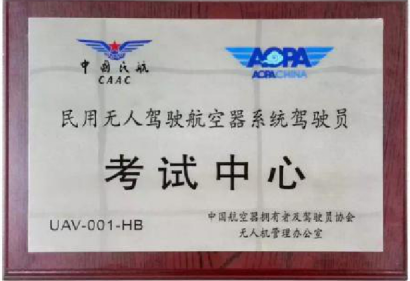 中国民航
CAAC
AOPA
AOPA CHINA
民用无人驾驶航空器系统驾驶员
考试中心
UAV-001-HB
中国航空器拥有者及驾驶员协会
无人机管理办公室